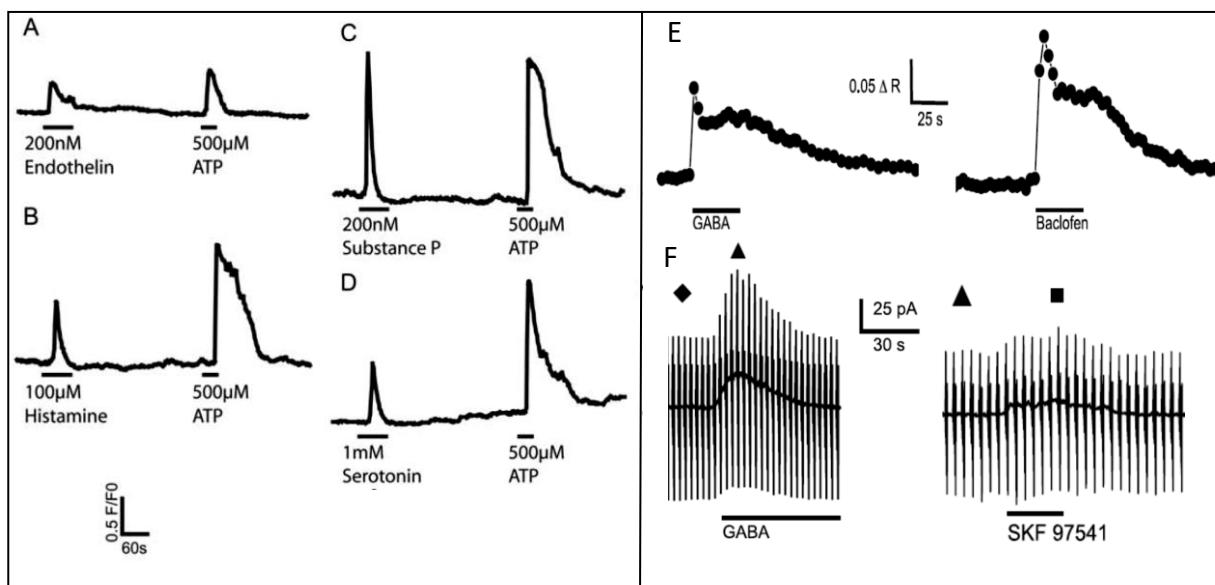 A
200nM
Endothelin
500µM
ATP
B
100µM
Histamine
500µM
ATP
0.5 F/F0
60s
C
200nM
Substance P
500µM
ATP
D
1mM
Serotonin
500µM
ATP
E
0.05 Δ R
25 s
GABA
Baclofen
F
25 pA
30 s
GABA
SKF 97541